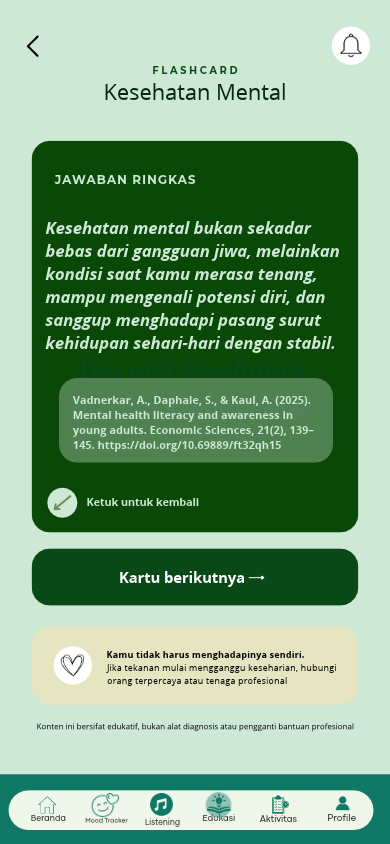 FLASHCARD
Kesehatan Mental
JAWABAN RINGKAS
Kesehatan mental bukan sekadar
bebas dari gangguan jiwa, melainkan
kondisi saat kamu merasa tenang,
mampu mengenali potensi diri, dan
sanggup menghadapi pasang surut
kehidupan sehari-hari dengan stabil.
Vadnerkar, A., Daphale, S., & Kaul, A. (2025).
Mental health literacy and awareness in
young adults. Economic Sciences, 21(2), 139–
145. https://doi.org/10.69889/ft32qh15
Ketuk untuk kembali
Kartu berikutnya →
Kamu tidak harus menghadapinya sendiri.
Jika tekanan mulai mengganggu keseharian, hubungi
orang terpercaya atau tenaga profesional
Konten ini bersifat edukatif, bukan alat diagnosis atau pengganti bantuan profesional
Beranda
Mood Tracker
Listening
Edukasi
Aktivitas
Profile